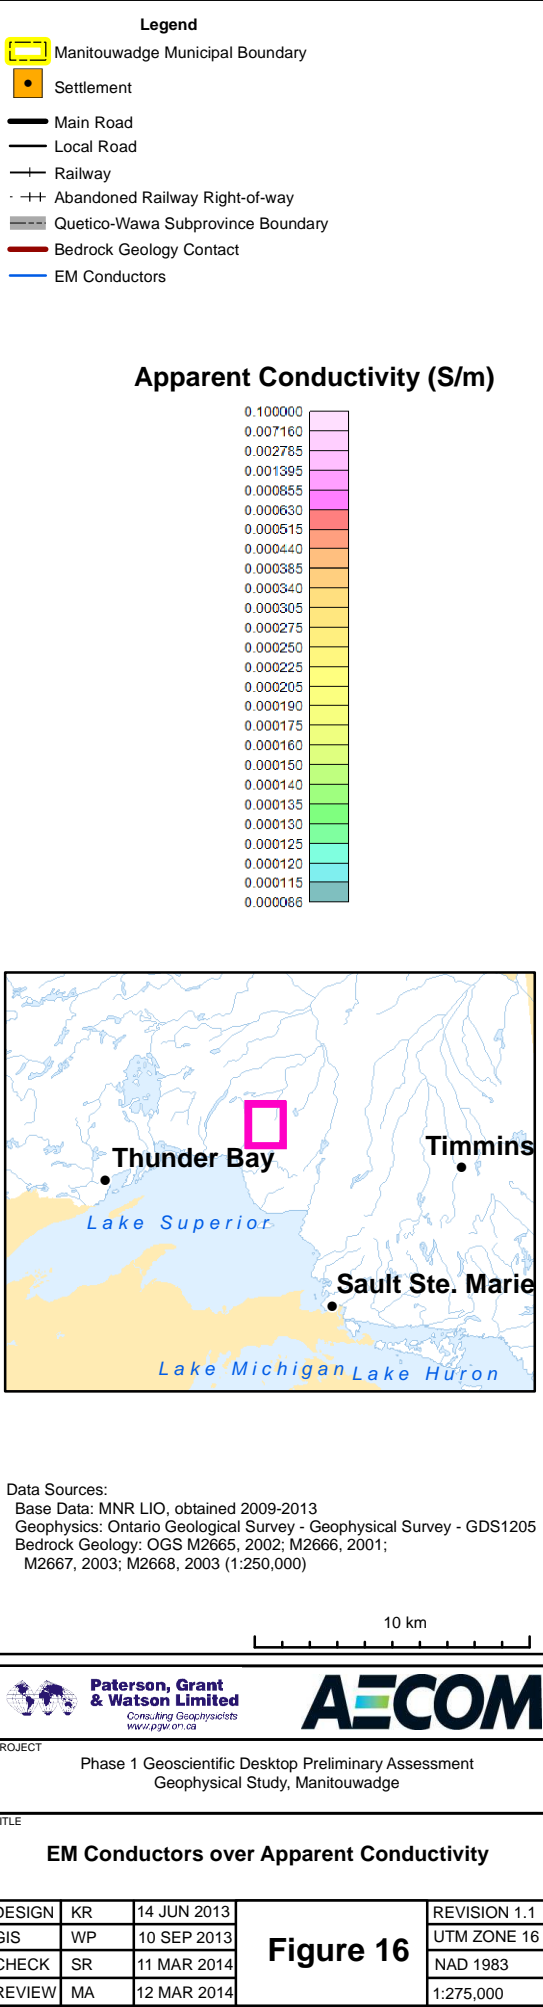 Legend
Manitouwadge Municipal Boundary
Settlement
Main Road
Local Road
Railway
Abandoned Railway Right-of-way
Quetico-Wawa Subprovince Boundary
Bedrock Geology Contact
EM Conductors
Apparent Conductivity (S/m)
0.100000
0.007160
0.002785
0.001395
0.000855
0.000630
0.000515
0.000440
0.000385
0.000340
0.000305
0.000275
0.000250
0.000225
0.000205
0.000190
0.000175
0.000160
0.000150
0.000140
0.000135
0.000130
0.000125
0.000120
0.000115
0.000086
Timmins
Thunder Bay
Lake Superior
Sault Ste. Marie
Lake Michigan Lake Huron
Data Sources:
Base Data: MNR LIO, obtained 2009-2013
Geophysics: Ontario Geological Survey - Geophysical Survey - GDS1205
Bedrock Geology: OGS M2665, 2002; M2666, 2001;
M2667, 2003; M2668, 2003 (1:250,000)
10 km
Paterson, Grant
& Watson Limited
Consulting Geophysicists
www.pgw.on.ca
AECOM
ROJECT
Phase 1 Geoscientific Desktop Preliminary Assessment
Geophysical Study, Manitouwadge
ITLE
EM Conductors over Apparent Conductivity
DESIGN KR 14 JUN 2013
GIS WP 10 SEP 2013
CHECK SR 11 MAR 2014
REVIEW MA 12 MAR 2014
Figure 16
REVISION 1.1
UTM ZONE 16
NAD 1983
1:275,000